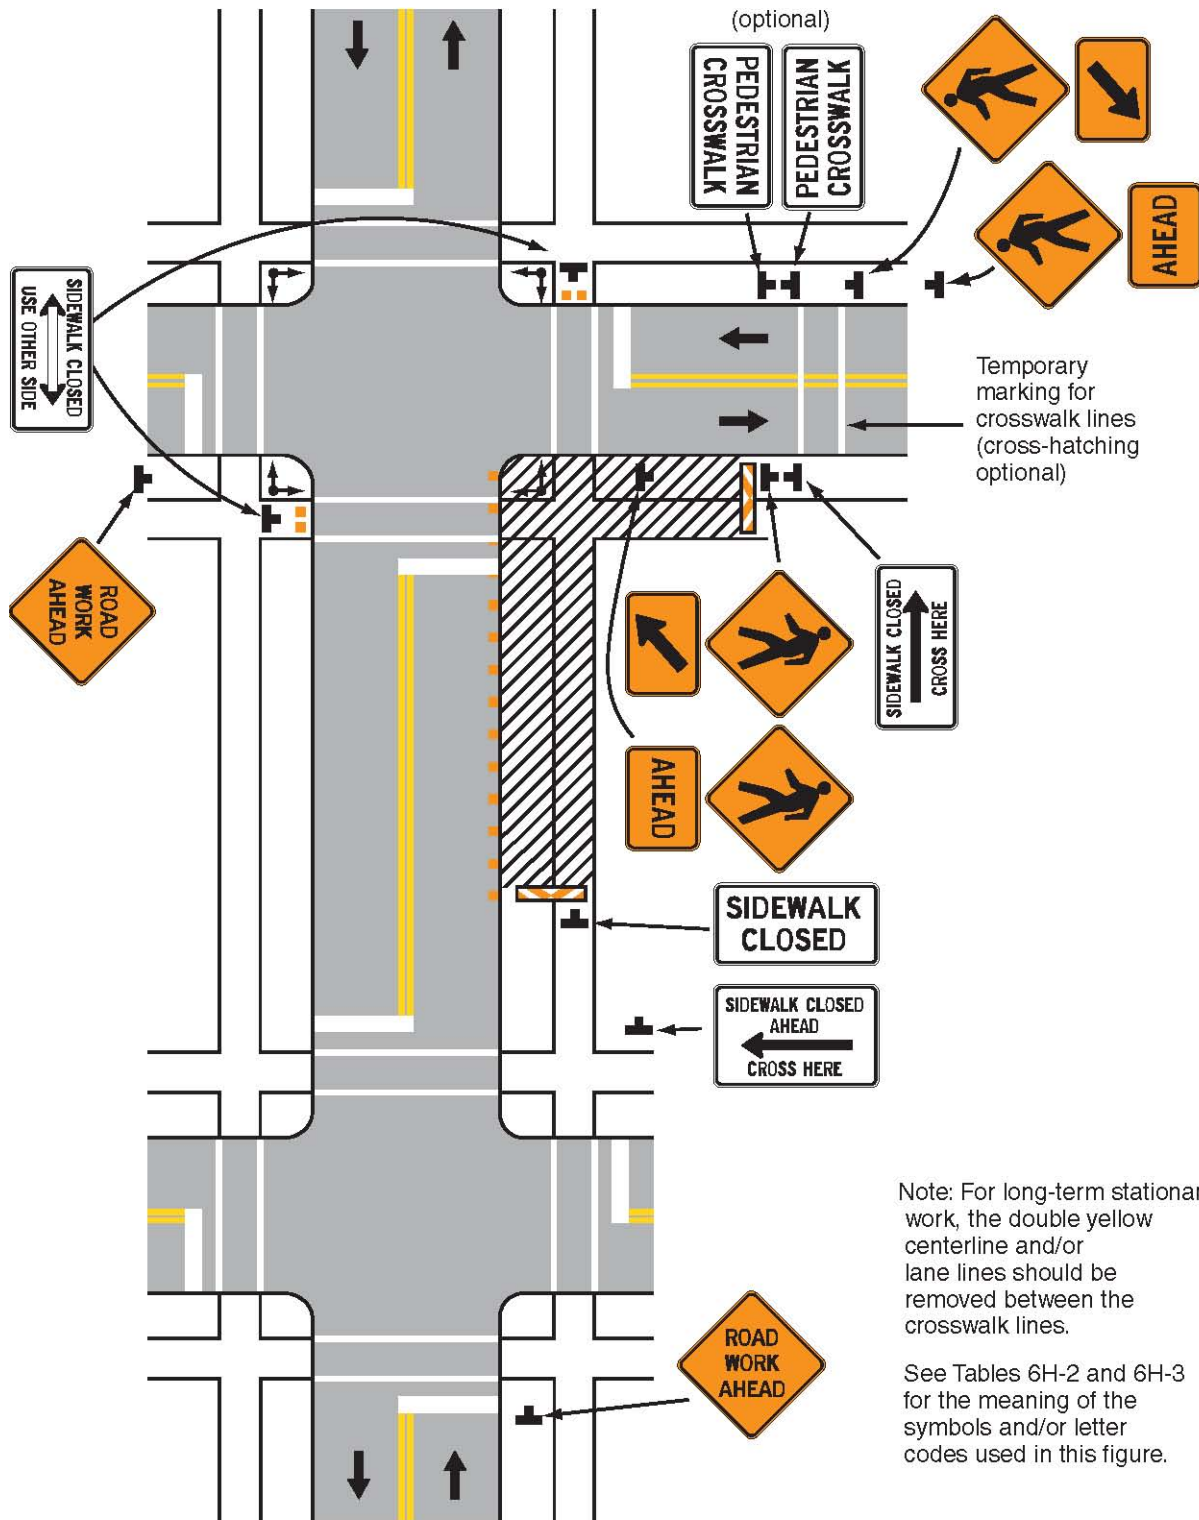 (optional)
PEDESTRIAN
CROSSWALK
PEDESTRIAN
CROSSWALK
AHEAD
SIDEWALK CLOSED
USE OTHER SIDE
Temporary
marking for
crosswalk lines
(cross-hatching
optional)
ROAD
WORK
AHEAD
SIDEWALK CLOSED
CROSS HERE
AHEAD
SIDEWALK
CLOSED
SIDEWALK CLOSED
AHEAD
CROSS HERE
Note: For long-term stationar
work, the double yellow
centerline and/or
lane lines should be
removed between the
crosswalk lines.
ROAD
WORK
AHEAD
See Tables 6H-2 and 6H-3
for the meaning of the
symbols and/or letter
codes used in this figure.